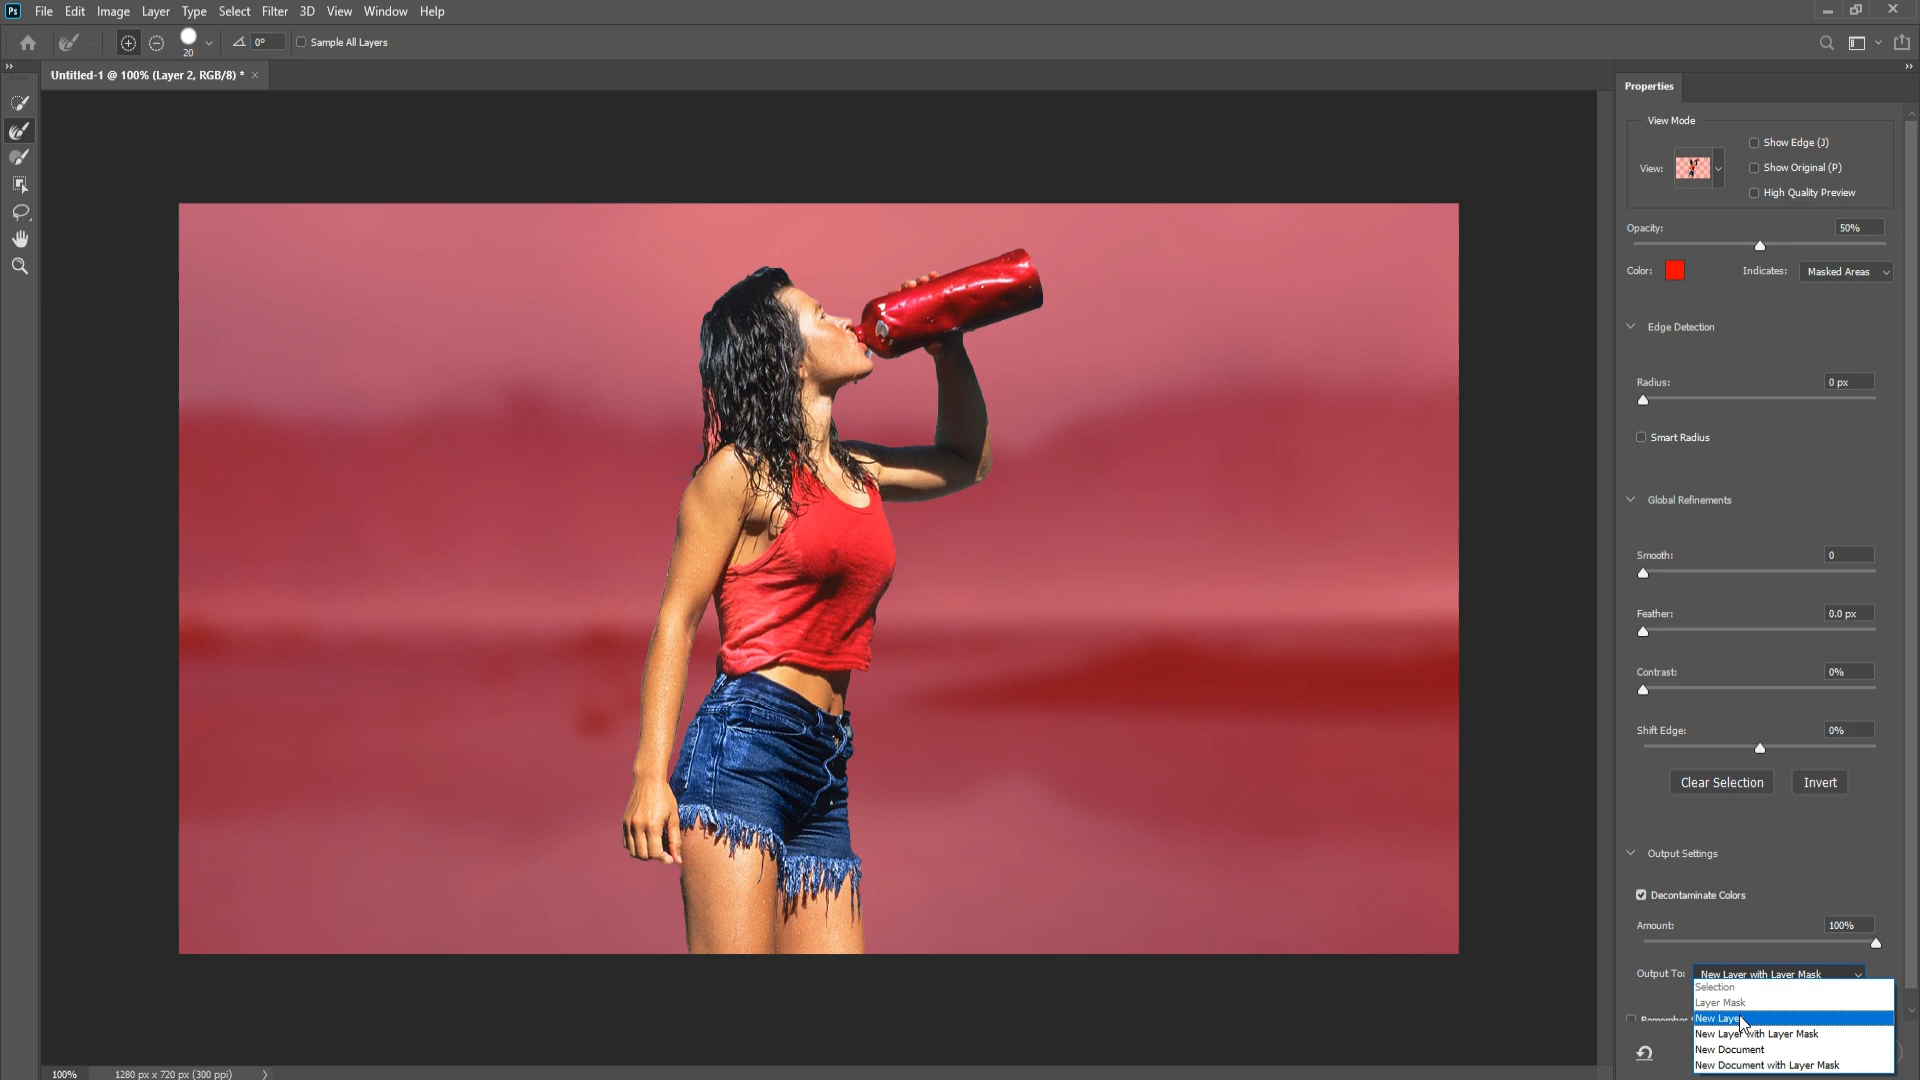 Ps File Edit Image Layer Type Select Filter 3D View Window Help
20 0° Sample All Layers
Untitled-1 @ 100% (Layer 2, RGB/8) * ×
Properties
View Mode
Show Edge (J)
View:
Show Original (P)
High Quality Preview
Opacity: 50%
Color: Indicates: Masked Areas
Edge Detection
Radius: 0 px
Smart Radius
Global Refinements
Smooth: 0
Feather: 0.0 px
Contrast: 0%
Shift Edge: 0%
Clear Selection Invert
Output Settings
Decontaminate Colors
Amount: 100%
Output To: New Layer with Layer Mask
Selection
Layer Mask
New Layer
Remember
New Layer with Layer Mask
New Document
New Document with Layer Mask
100% 1280 px x 720 px (300 ppi)